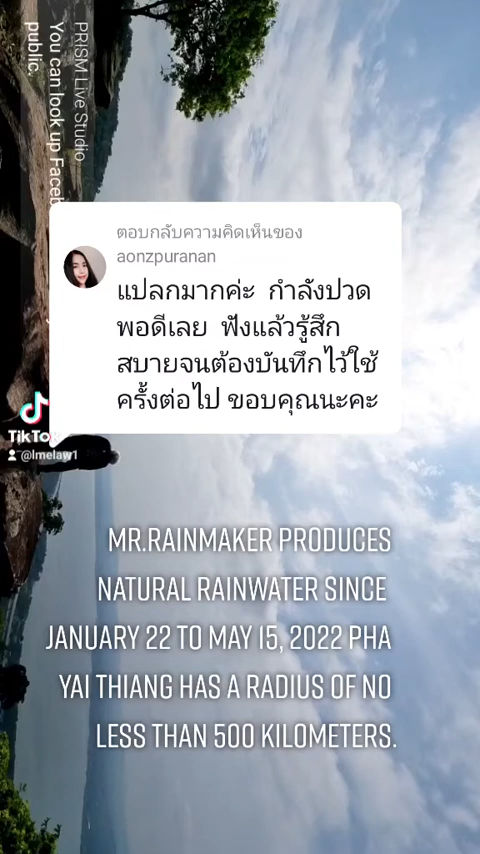 PRISM Live Studio
You can look up Faceb
public.
ตอบกลับความคิดเห็นของ
aonzpuranan
แปลกมากค่ะ กำลังปวด
พอดีเลย ฟังแล้วรู้สึก
สบายจนต้องบันทึกไว้ใช้
ครั้งต่อไป ขอบคุณนะคะ
TikTok
@lmelaw1
MR.RAINMAKER PRODUCES
NATURAL RAINWATER SINCE
JANUARY 22 TO MAY 15, 2022 PHA
YAI THIANG HAS A RADIUS OF NO
LESS THAN 500 KILOMETERS.